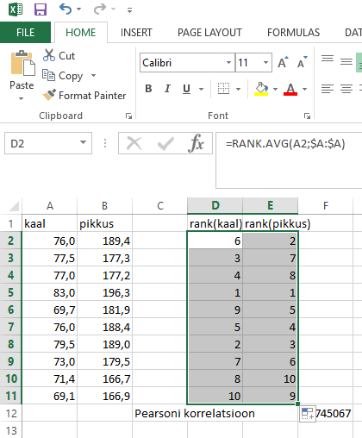 FILE HOME INSERT PAGE LAYOUT FORMULAS DAT
Cut
Copy
Format Painter
Paste
Clipboard
Calibri 11 A A
B I U A
Font
D2 fx =RANK.AVG(A2;$A:$A)
A B C D E F
1 kaal pikkus rank(kaal) rank(pikkus)
2 76,0 189,4 6 2
3 77,5 177,3 3 7
4 77,0 177,2 4 8
5 83,0 196,3 1 1
6 69,7 181,9 9 5
7 76,0 188,4 5 4
8 79,5 189,0 2 3
9 73,0 179,5 7 6
10 71,4 166,7 8 10
11 69,1 166,9 10 9
12 Pearsoni korrelatsioon 745067
13